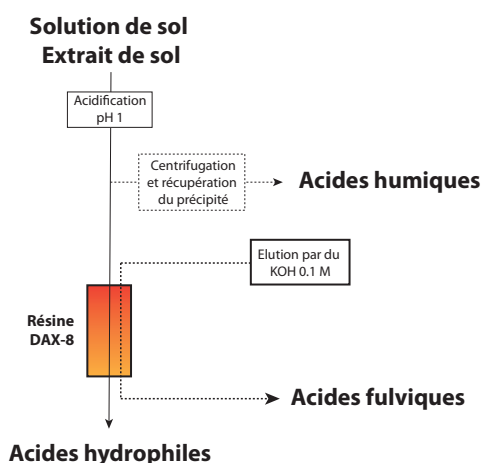 Solution de sol
Extrait de sol
Acidification
pH 1
Centrifugation
et récupération
du précipité
Acides humiques
Elution par du
KOH 0.1 M
Résine
DAX-8
Acides fulviques
Acides hydrophiles